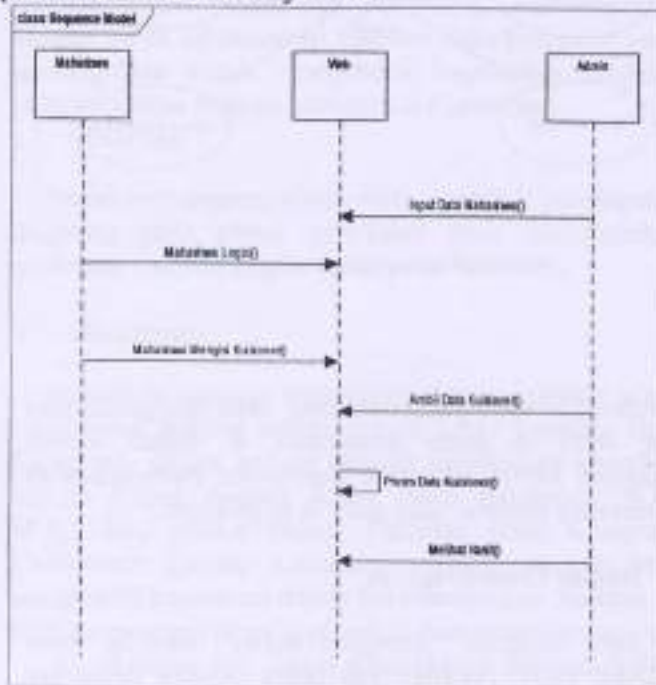 class Sequence Model
Mahasiswa
Web
Admin
Input Data Mahasiswa()
Mahasiswa Login()
Mahasiswa Mengisi Kuisioner()
Ambil Data Kuisioner()
Proses Data Kuisioner()
Melihat Hasil()